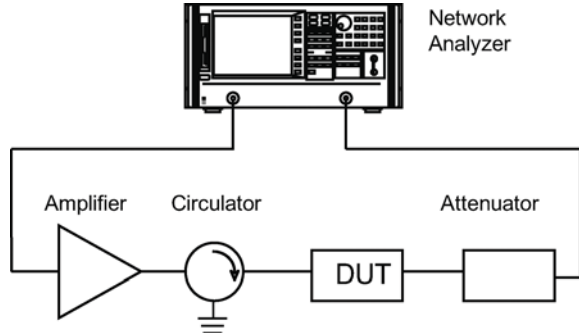 Network
Analyzer
Amplifier
Circulator
Attenuator
DUT